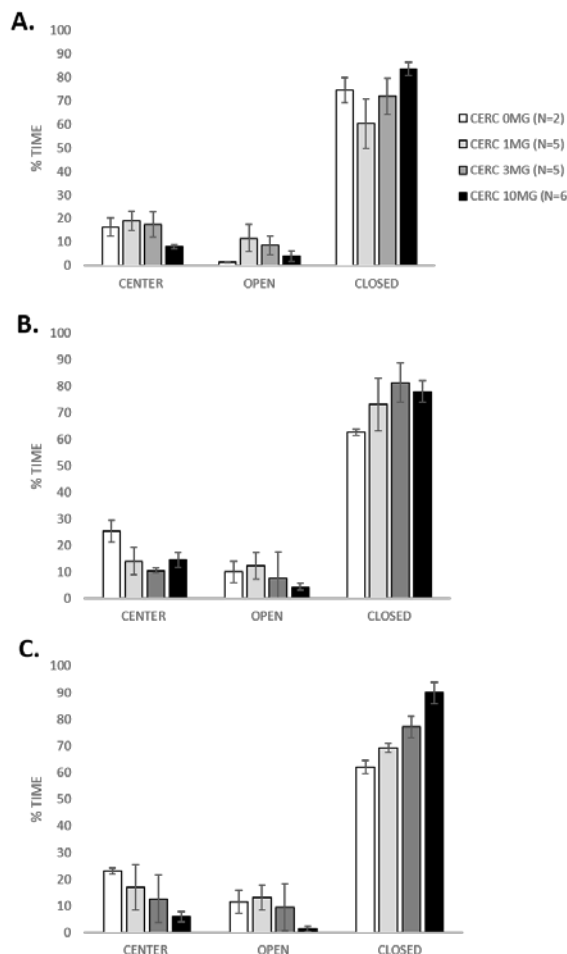 A.
100
90
80
70
60
50
40
30
20
10
0
% TIME
CENTER OPEN CLOSED
CERC 0MG (N=2)
CERC 1MG (N=5)
CERC 3MG (N=5)
CERC 10MG (N=6
B.
100
90
80
70
60
50
40
30
20
10
0
% TIME
CENTER OPEN CLOSED
C.
100
90
80
70
60
50
40
30
20
10
0
% TIME
CENTER OPEN CLOSED